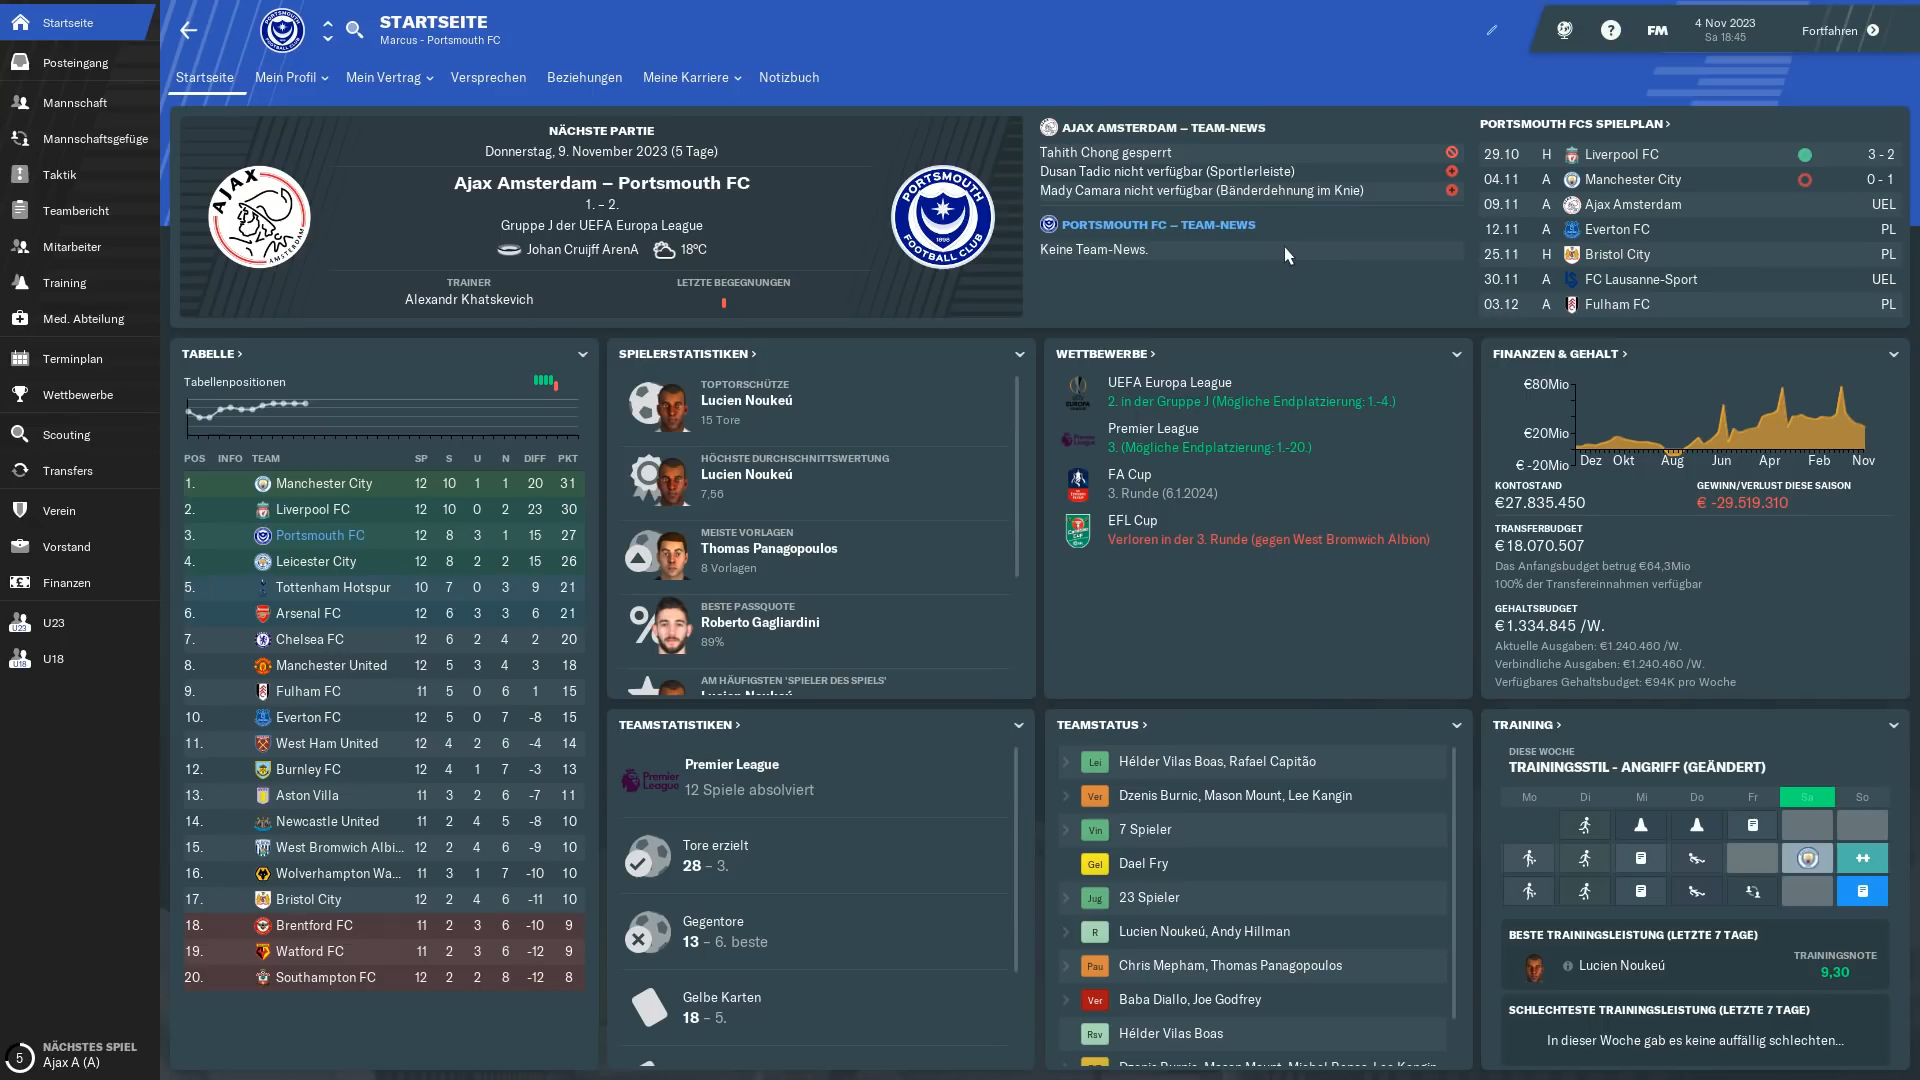 Startseite
Posteingang
Mannschaft
Mannschaftsgefüge
Taktik
Teambericht
Mitarbeiter
Training
Med. Abteilung
Terminplan
Wettbewerbe
Scouting
Transfers
Verein
Vorstand
Finanzen
U23
U18
5
NÄCHSTES SPIEL
Ajax A (A)
STARTSEITE
Marcus - Portsmouth FC
FM
4 Nov 2023
Sa 18:45
Fortfahren
Startseite Mein Profil Mein Vertrag Versprechen Beziehungen Meine Karriere Notizbuch
NÄCHSTE PARTIE
Donnerstag, 9. November 2023 (5 Tage)
Ajax Amsterdam – Portsmouth FC
1. – 2.
Gruppe J der UEFA Europa League
Johan Cruijff ArenA 18ºC
TRAINER
Alexandr Khatskevich
LETZTE BEGEGNUNGEN
AJAX AMSTERDAM – TEAM-NEWS
Tahith Chong gesperrt
Dusan Tadic nicht verfügbar (Sportlerleiste)
Mady Camara nicht verfügbar (Bänderdehnung im Knie)
PORTSMOUTH FC – TEAM-NEWS
Keine Team-News.
PORTSMOUTH FCS SPIELPLAN
29.10 H Liverpool FC 3 - 2
04.11 A Manchester City 0 - 1
09.11 A Ajax Amsterdam UEL
12.11 A Everton FC PL
25.11 H Bristol City PL
30.11 A FC Lausanne-Sport UEL
03.12 A Fulham FC PL
TABELLE
Tabellenpositionen
POS INFO TEAM SP S U N DIFF PKT
1. Manchester City 12 10 1 1 20 31
2. Liverpool FC 12 10 0 2 23 30
3. Portsmouth FC 12 8 3 1 15 27
4. Leicester City 12 8 2 2 15 26
5. Tottenham Hotspur 10 7 0 3 9 21
6. Arsenal FC 12 6 3 3 6 21
7. Chelsea FC 12 6 2 4 2 20
8. Manchester United 12 5 3 4 3 18
9. Fulham FC 11 5 0 6 1 15
10. Everton FC 12 5 0 7 -8 15
11. West Ham United 12 4 2 6 -4 14
12. Burnley FC 12 4 1 7 -3 13
13. Aston Villa 11 3 2 6 -7 11
14. Newcastle United 11 2 4 5 -8 10
15. West Bromwich Albi... 12 2 4 6 -9 10
16. Wolverhampton Wa... 11 3 1 7 -10 10
17. Bristol City 12 2 4 6 -11 10
18. Brentford FC 11 2 3 6 -10 9
19. Watford FC 11 2 3 6 -12 9
20. Southampton FC 12 2 2 8 -12 8
SPIELERSTATISTIKEN
TOPTORSCHÜTZE
Lucien Noukeú
15 Tore
HÖCHSTE DURCHSCHNITTSWERTUNG
Lucien Noukeú
7,56
MEISTE VORLAGEN
Thomas Panagopoulos
8 Vorlagen
BESTE PASSQUOTE
Roberto Gagliardini
89%
AM HÄUFIGSTEN 'SPIELER DES SPIELS'
Lucien Noukeú
WETTBEWERBE
UEFA Europa League
2. in der Gruppe J (Mögliche Endplatzierung: 1.-4.)
Premier League
3. (Mögliche Endplatzierung: 1.-20.)
FA Cup
3. Runde (6.1.2024)
EFL Cup
Verloren in der 3. Runde (gegen West Bromwich Albion)
FINANZEN & GEHALT
€80Mio
€20Mio
€ -20Mio
Dez Okt Aug Jun Apr Feb Nov
KONTOSTAND
€27.835.450
GEWINN/VERLUST DIESE SAISON
€ -29.519.310
TRANSFERBUDGET
€18.070.507
Das Anfangsbudget betrug €64,3Mio
100% der Transfereinnahmen verfügbar
GEHALTSBUDGET
€1.334.845 /W.
Aktuelle Ausgaben: €1.240.460 /W.
Verbindliche Ausgaben: €1.240.460 /W.
Verfügbares Gehaltsbudget: €94K pro Woche
TEAMSTATISTIKEN
Premier League
12 Spiele absolviert
Tore erzielt
28 – 3.
Gegentore
13 – 6. beste
Gelbe Karten
18 – 5.
TEAMSTATUS
Lei Hélder Vilas Boas, Rafael Capitão
Ver Dzenis Burnic, Mason Mount, Lee Kangin
Vin 7 Spieler
Gel Dael Fry
Jug 23 Spieler
R Lucien Noukeú, Andy Hillman
Pau Chris Mepham, Thomas Panagopoulos
Ver Baba Diallo, Joe Godfrey
Rsv Hélder Vilas Boas
TRAINING
DIESE WOCHE
TRAININGSSTIL - ANGRIFF (GEÄNDERT)
Mo Di Mi Do Fr Sa So
BESTE TRAININGSLEISTUNG (LETZTE 7 TAGE)
Lucien Noukeú
TRAININGSNOTE
9,30
SCHLECHTESTE TRAININGSLEISTUNG (LETZTE 7 TAGE)
In dieser Woche gab es keine auffällig schlechten...